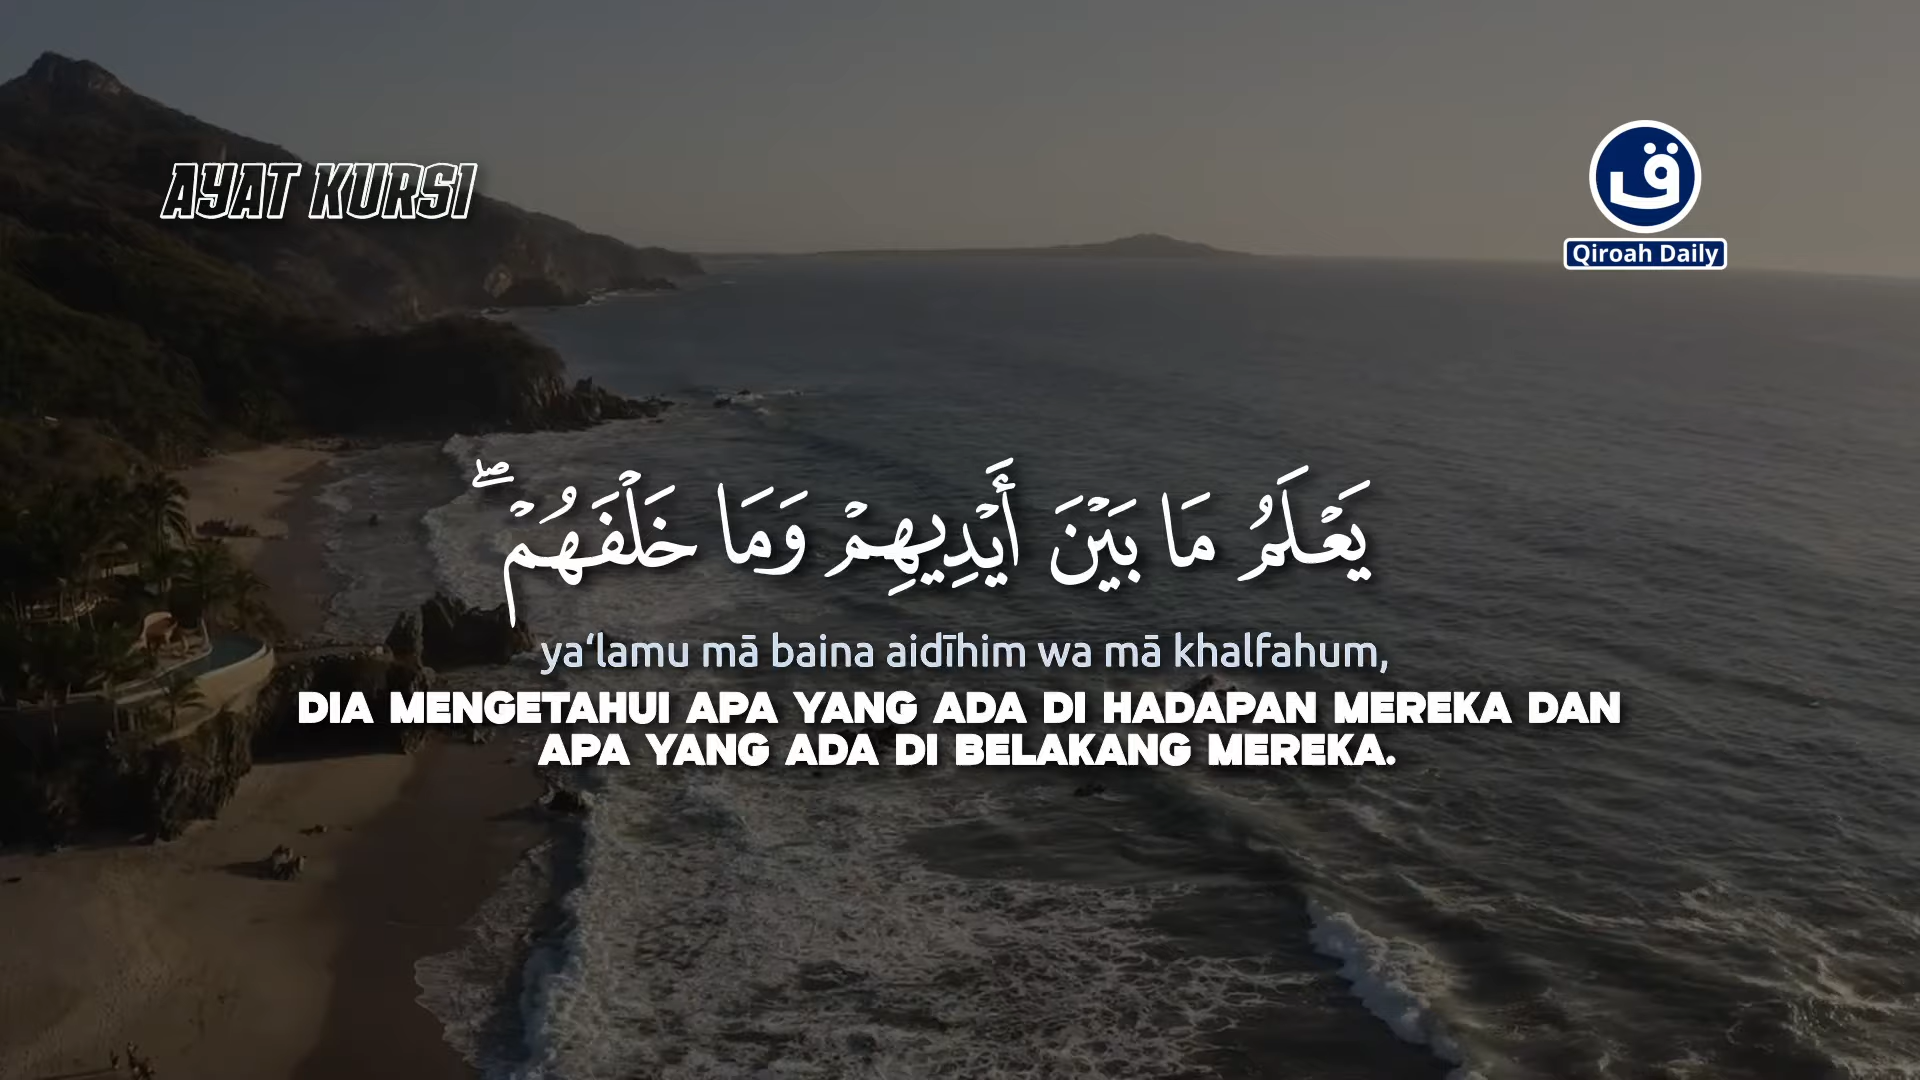 AYAT KURSI
ق
Qiroah Daily
يَعْلَمُ مَا بَيْنَ أَيْدِيهِمْ وَمَا خَلْفَهُمْ ۖ
ya‘lamu mā baina aidīhim wa mā khalfahum,
DIA MENGETAHUI APA YANG ADA DI HADAPAN MEREKA DAN
APA YANG ADA DI BELAKANG MEREKA.